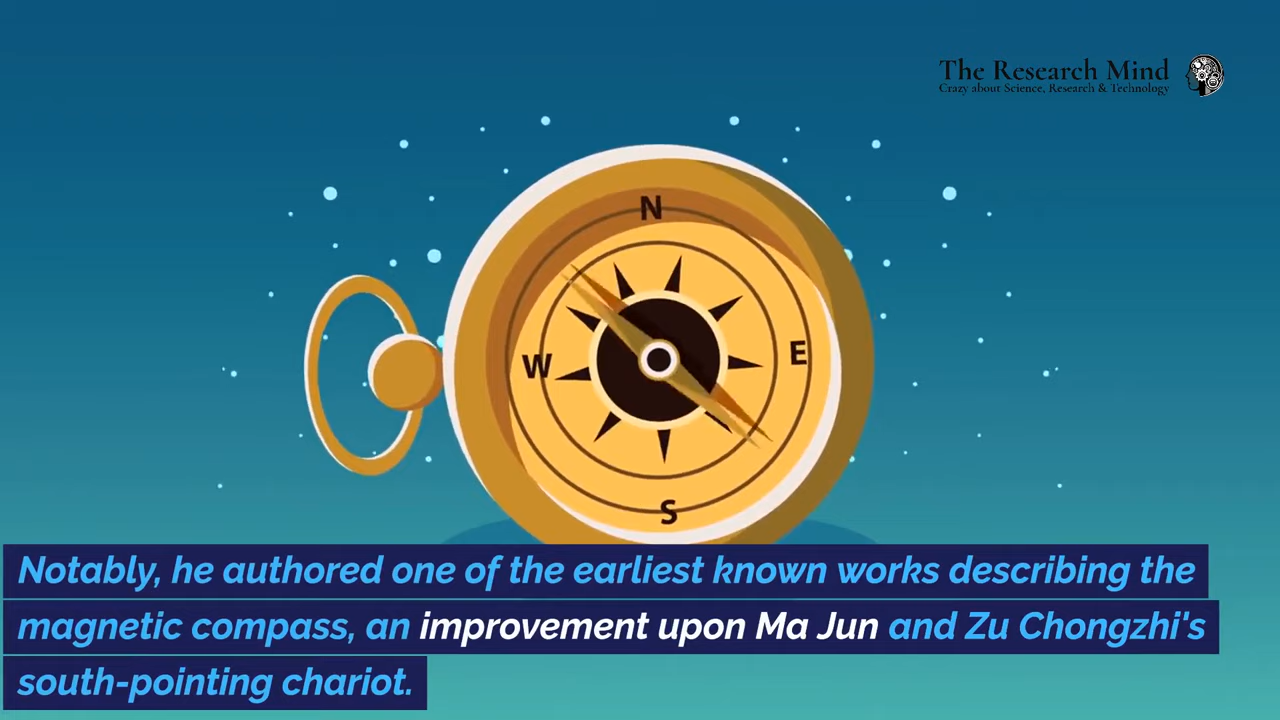 The Research Mind
Crazy about Science, Research & Technology
N
W
E
S
Notably, he authored one of the earliest known works describing the
magnetic compass, an improvement upon Ma Jun and Zu Chongzhi's
south-pointing chariot.